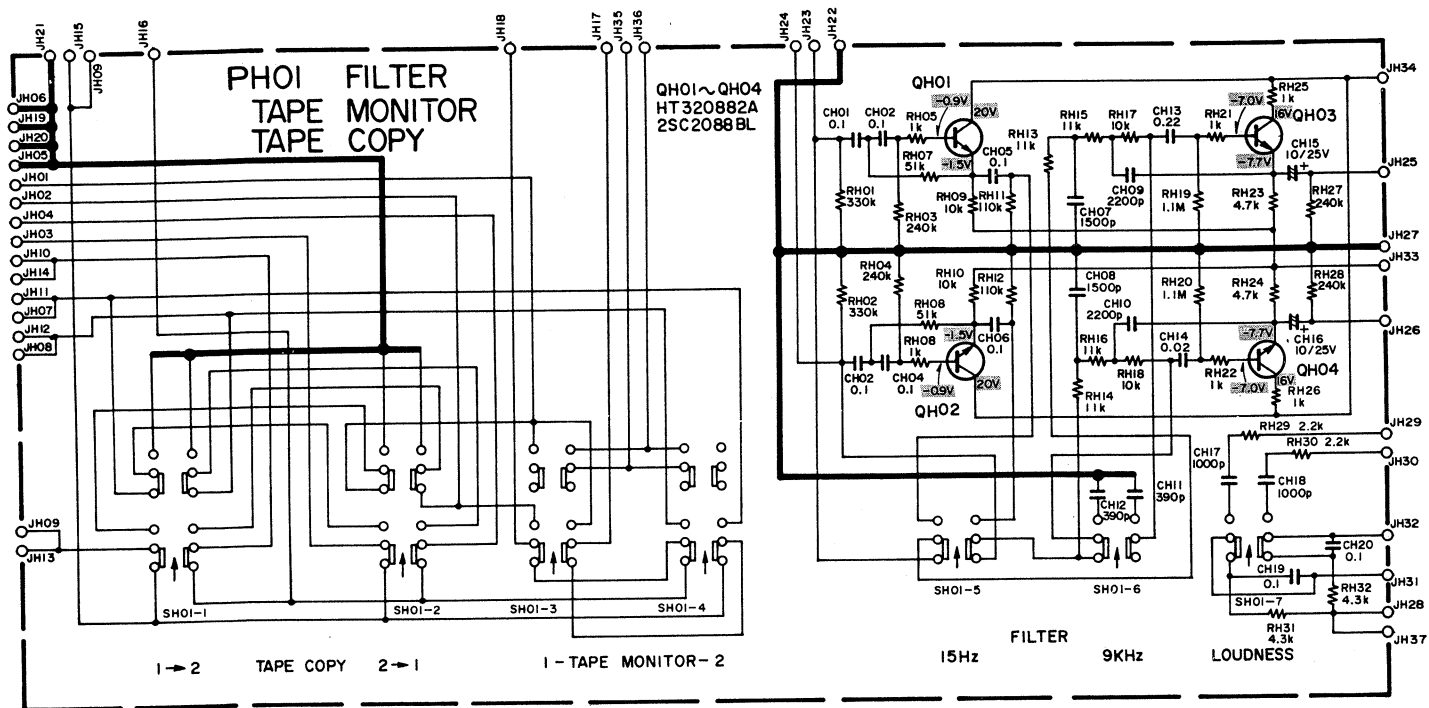 JH21
JH15
JH09
JH16
JH18
JH17
JH35
JH36
JH24
JH23
JH22
PH01 FILTER
TAPE MONITOR
TAPE COPY
QH01~QH04
HT320882A
2SC2088BL
JH06
JH19
JH20
JH05
JH01
JH02
JH04
JH03
JH10
JH14
JH11
JH07
JH12
JH08
JH09
JH13
QH01
-0.9V
20V
-1.5V
CH01
0.1
CH02
0.1
RH05
1k
RH07
51k
CH05
0.1
RH13
11k
RH01
330k
RH03
240k
RH09
10k
RH11
110k
RH15
11k
RH17
10k
CH13
0.22
RH21
1k
-7.0V
RH25
1k
16V
QH03
-7.7V
CH15
10/25V
+
CH09
2200p
CH07
1500p
RH19
1.1M
RH23
4.7k
RH27
240k
JH34
JH25
JH27
JH33
JH26
JH29
JH30
JH32
JH31
JH28
JH37
RH04
240k
RH02
330k
RH10
10k
RH12
110k
RH08
51k
RH08
1k
-1.5V
CH06
0.1
CH02
0.1
CH04
0.1
-0.9V
20V
QH02
CH08
1500p
CH10
2200p
RH20
1.1M
RH24
4.7k
RH28
240k
RH16
11k
RH18
10k
CH14
0.02
RH22
1k
-7.0V
-7.7V
+
CH16
10/25V
16V
QH04
RH26
1k
RH14
11k
RH29 2.2k
RH30 2.2k
CH17
1000p
CH18
1000p
CH11
390p
CH12
390p
CH20
0.1
CH19
0.1
RH32
4.3k
RH31
4.3k
SH01-1
SH01-2
SH01-3
SH01-4
SH01-5
SH01-6
SH01-7
1→2 TAPE COPY 2→1
1-TAPE MONITOR-2
FILTER
15Hz 9KHz LOUDNESS